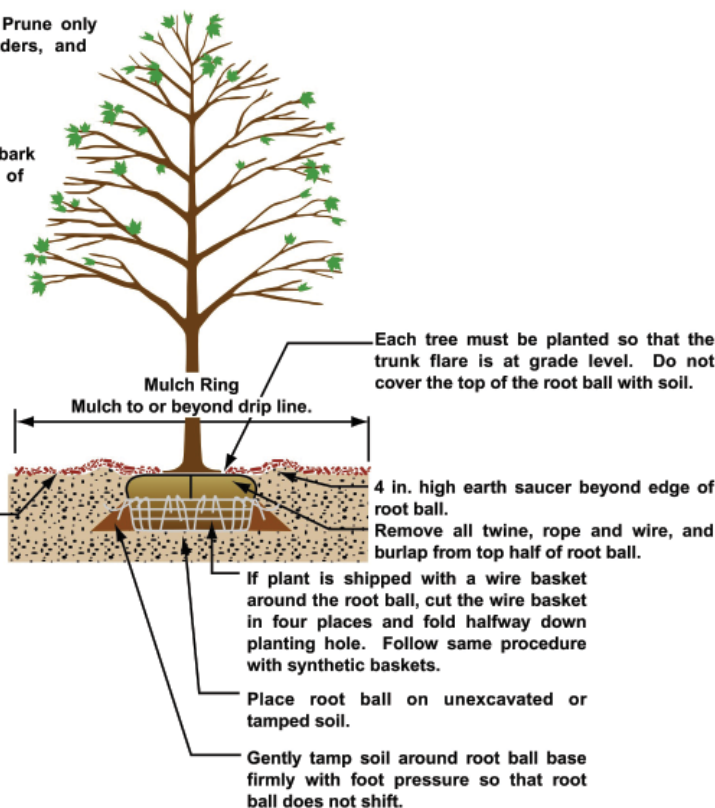 Prune only
ders, and
bark
of
Each tree must be planted so that the
trunk flare is at grade level. Do not
cover the top of the root ball with soil.
Mulch Ring
Mulch to or beyond drip line.
4 in. high earth saucer beyond edge of
root ball.
Remove all twine, rope and wire, and
burlap from top half of root ball.
If plant is shipped with a wire basket
around the root ball, cut the wire basket
in four places and fold halfway down
planting hole. Follow same procedure
with synthetic baskets.
Place root ball on unexcavated or
tamped soil.
Gently tamp soil around root ball base
firmly with foot pressure so that root
ball does not shift.